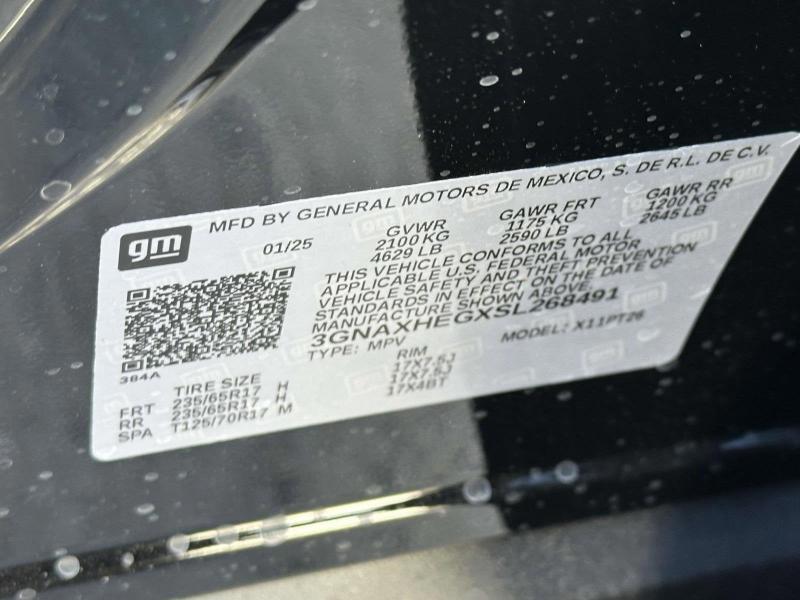 gm
MFD BY GENERAL MOTORS DE MEXICO, S. DE R.L. DE C.V.
01/25 GVWR GAWR FRT GAWR RR
2100 KG 1175 KG 1200 KG
4629 LB 2590 LB 2645 LB
THIS VEHICLE CONFORMS TO ALL
APPLICABLE U.S. FEDERAL MOTOR
VEHICLE SAFETY AND THEFT PREVENTION
STANDARDS IN EFFECT ON THE DATE OF
MANUFACTURE SHOWN ABOVE.
3GNAXHEGXSL268491
TYPE: MPV MODEL: X11PT26
384A
TIRE SIZE RIM
FRT 235/65R17 H 17X7.5J
RR 235/65R17 H 17X7.5J
SPA T125/70R17 M 17X4BT